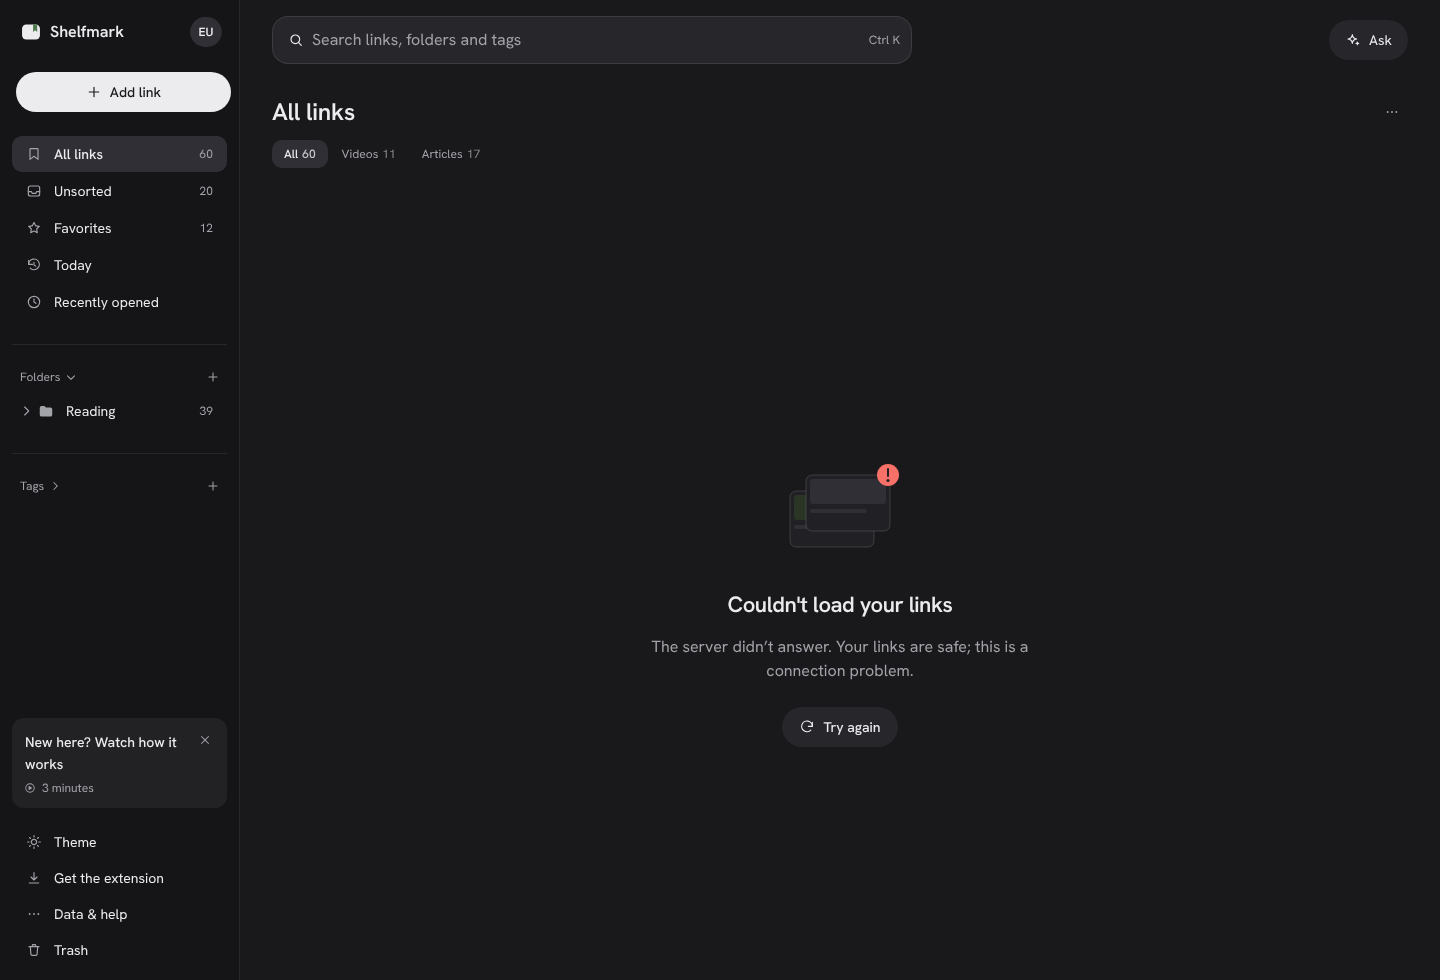 Shelfmark
EU
Add link
All links 60
Unsorted 20
Favorites 12
Today
Recently opened
Folders
Reading 39
Tags
New here? Watch how it
works
3 minutes
Theme
Get the extension
Data & help
Trash
Search links, folders and tags Ctrl K
Ask
All links
All 60 Videos 11 Articles 17
Couldn't load your links
The server didn’t answer. Your links are safe; this is a
connection problem.
Try again